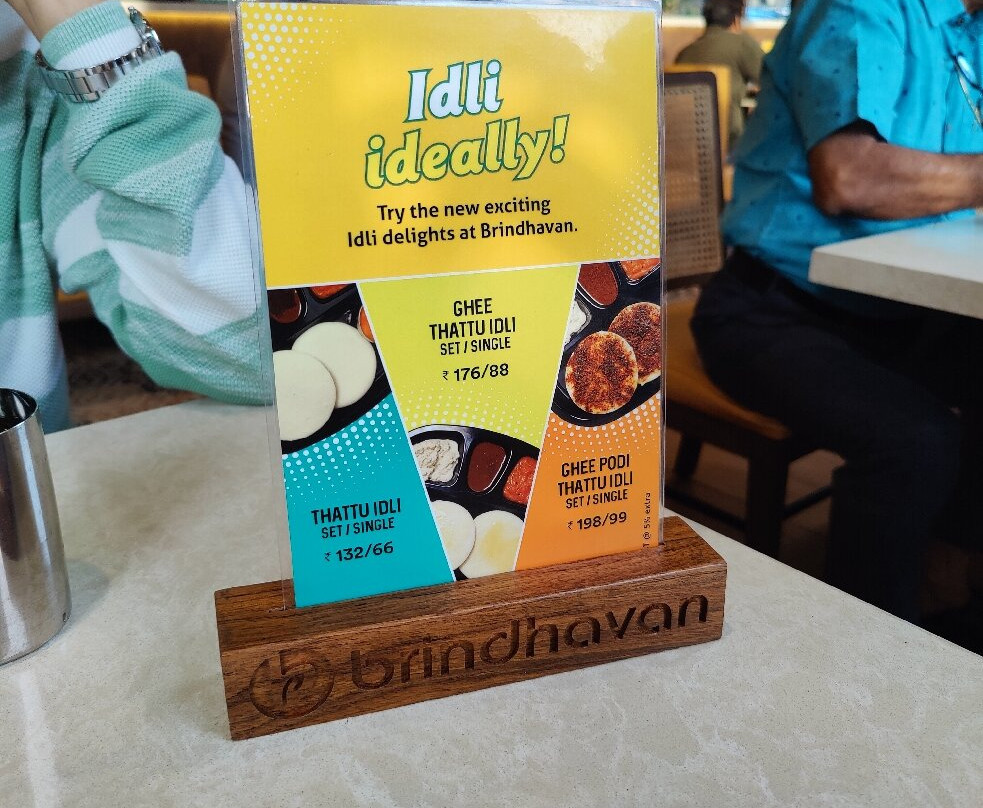 Idli
ideally!
Try the new exciting
Idli delights at Brindhavan.
GHEE
THATTU IDLI
SET / SINGLE
₹ 176/88
THATTU IDLI
SET / SINGLE
₹ 132/66
GHEE PODI
THATTU IDLI
SET / SINGLE
₹ 198/99
@ 5% extra
brindhavan